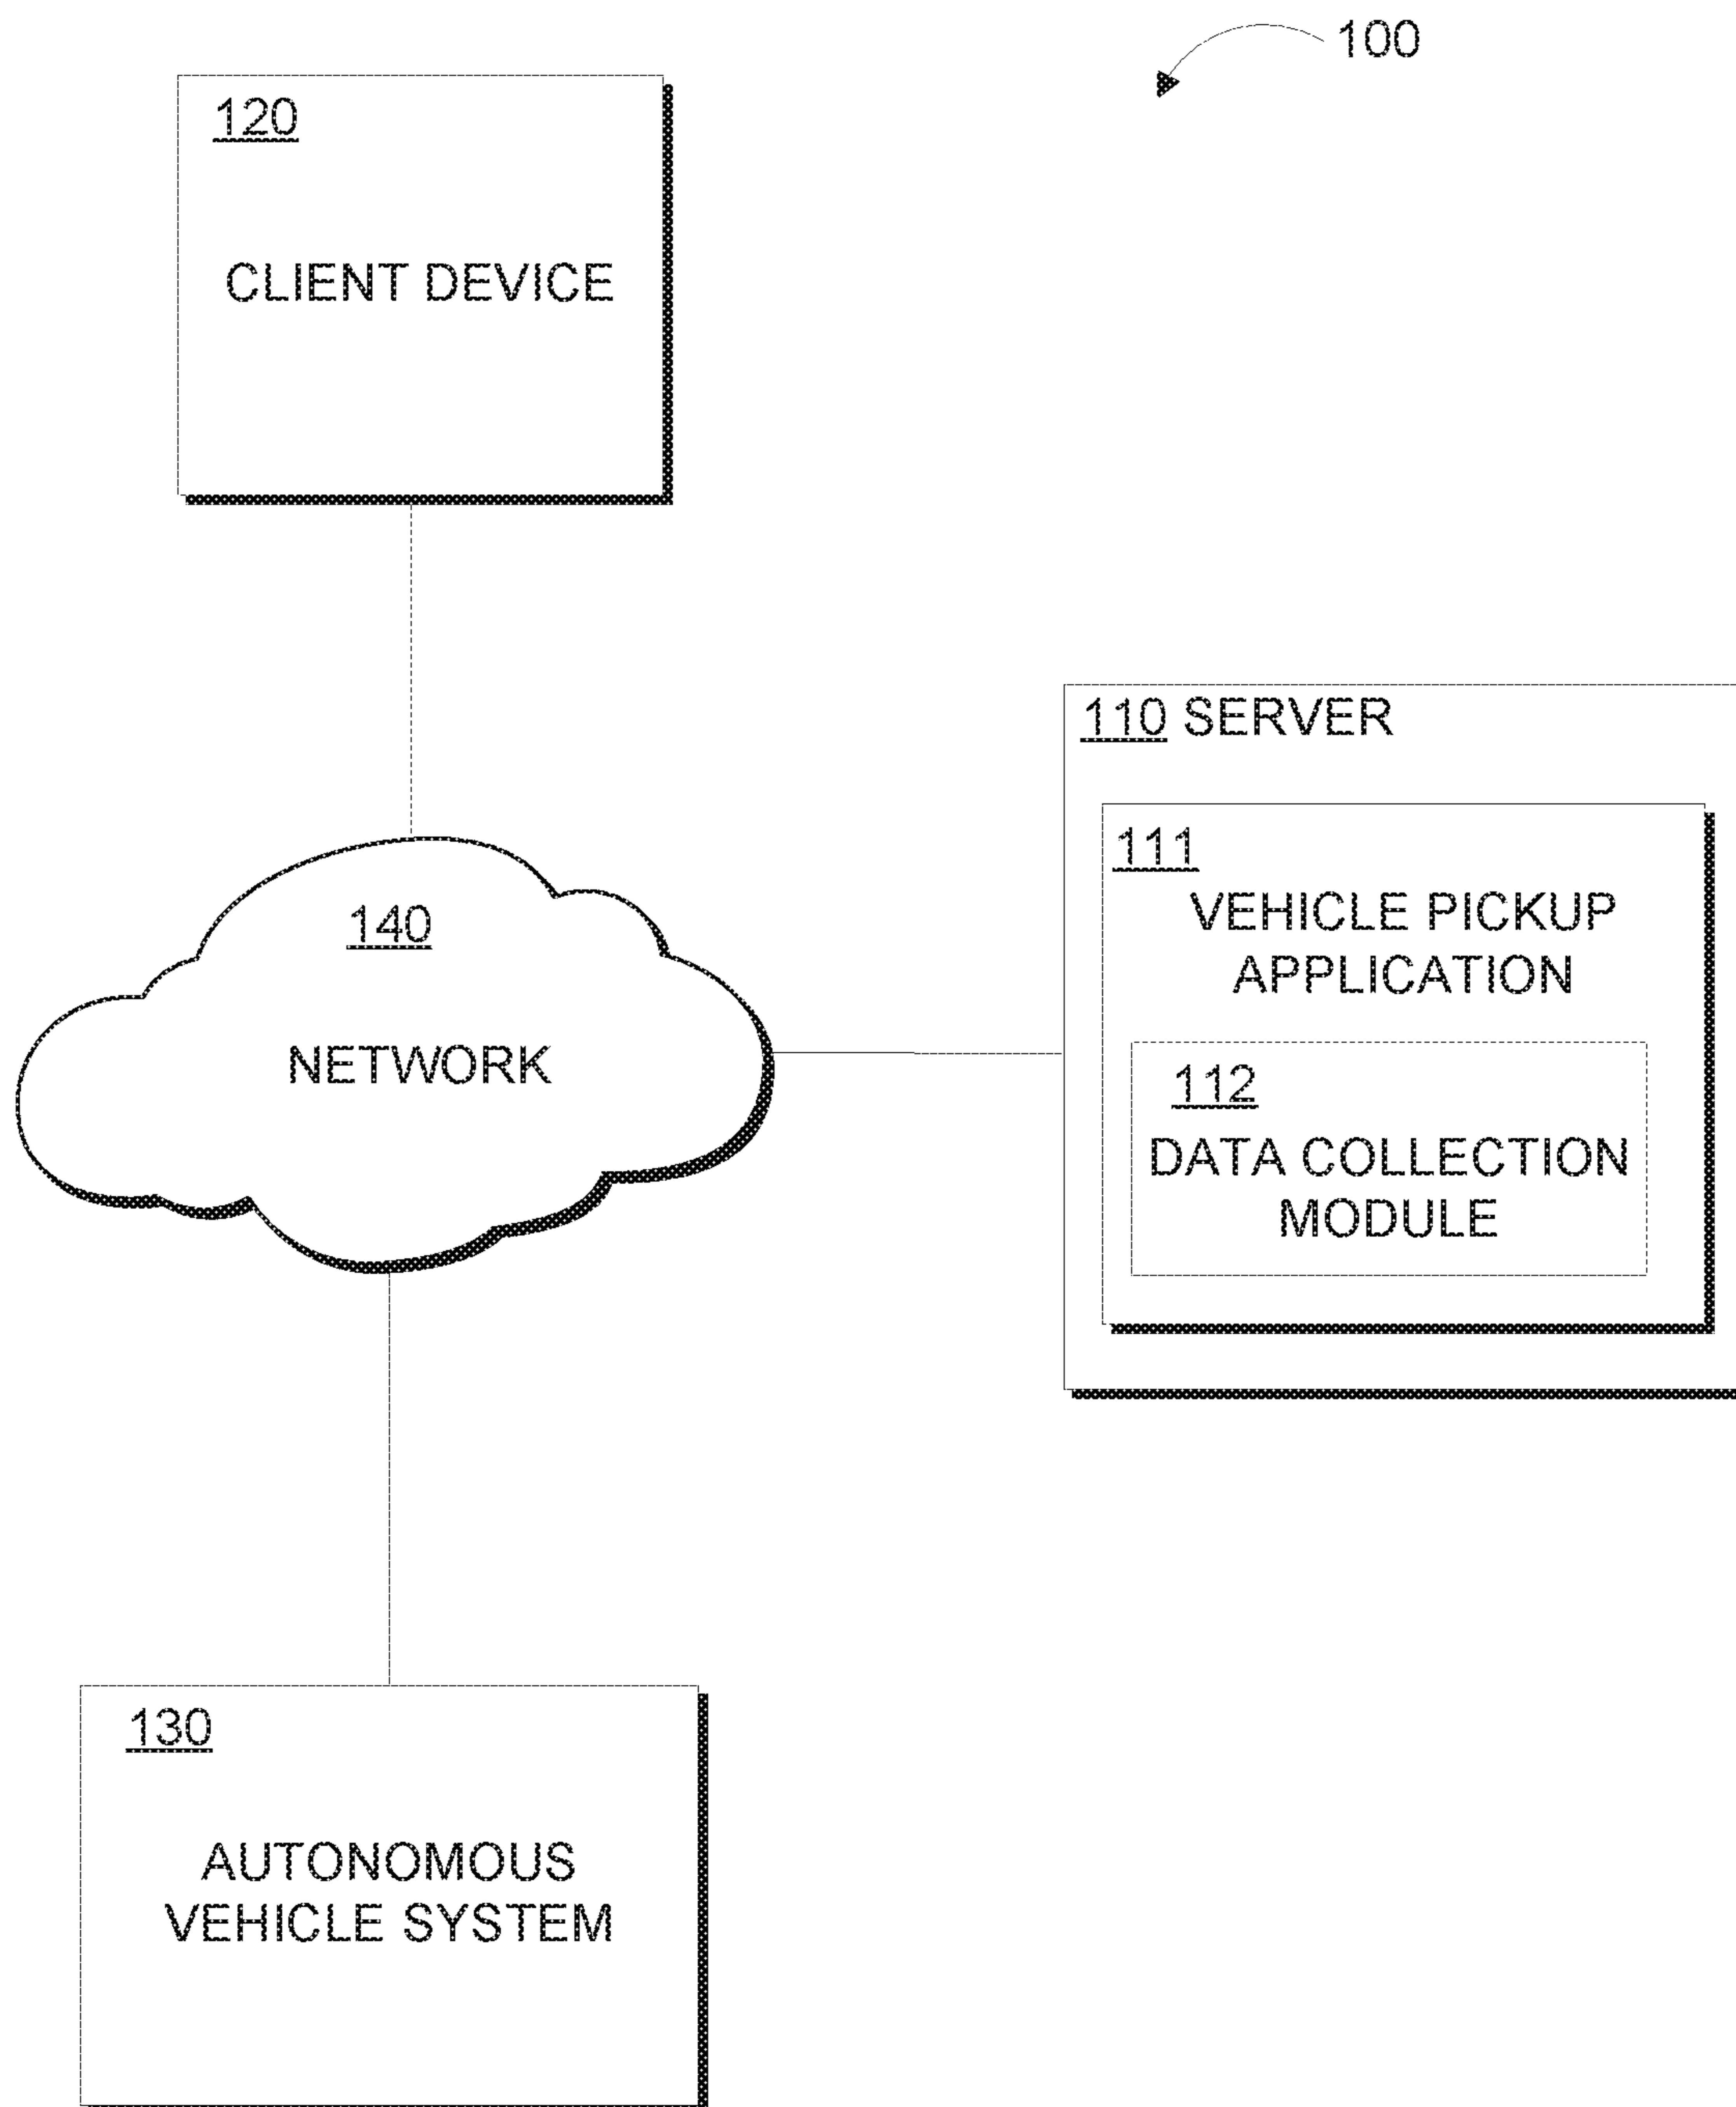 100
120
CLIENT DEVICE
110 SERVER
111
VEHICLE PICKUP
APPLICATION
140
NETWORK
112
DATA COLLECTION
MODULE
130
AUTONOMOUS
VEHICLE SYSTEM